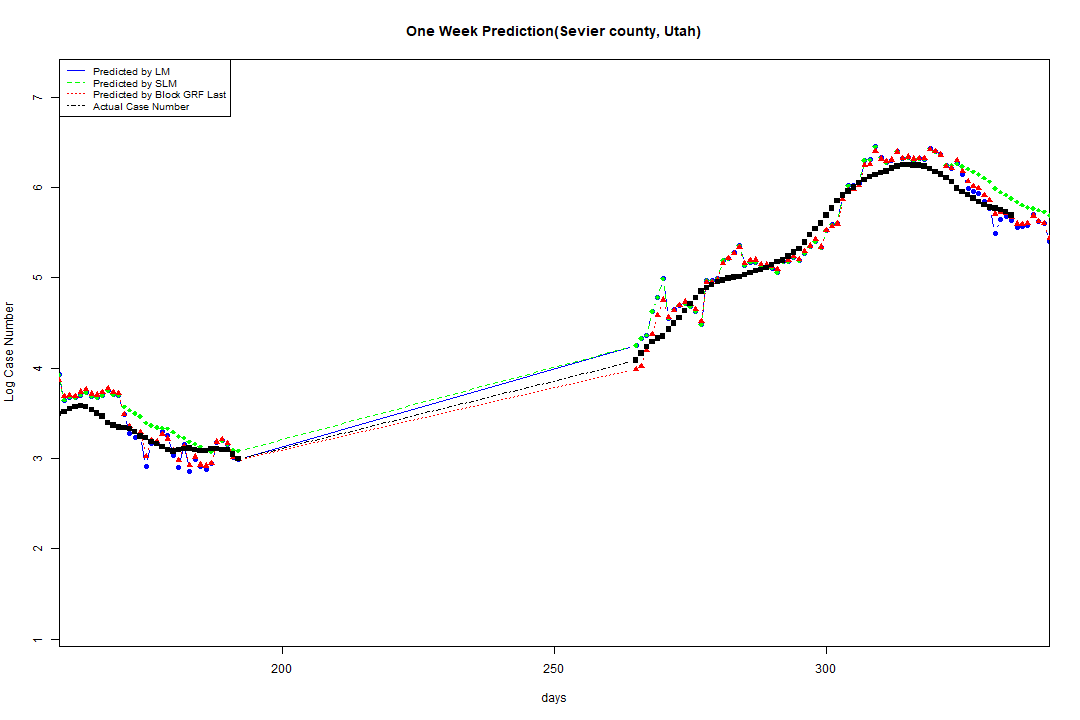 One Week Prediction(Sevier county, Utah)
Predicted by LM
Predicted by SLM
Predicted by Block GRF Last
Actual Case Number
7
6
5
4
3
2
1
Log Case Number
200
250
300
days